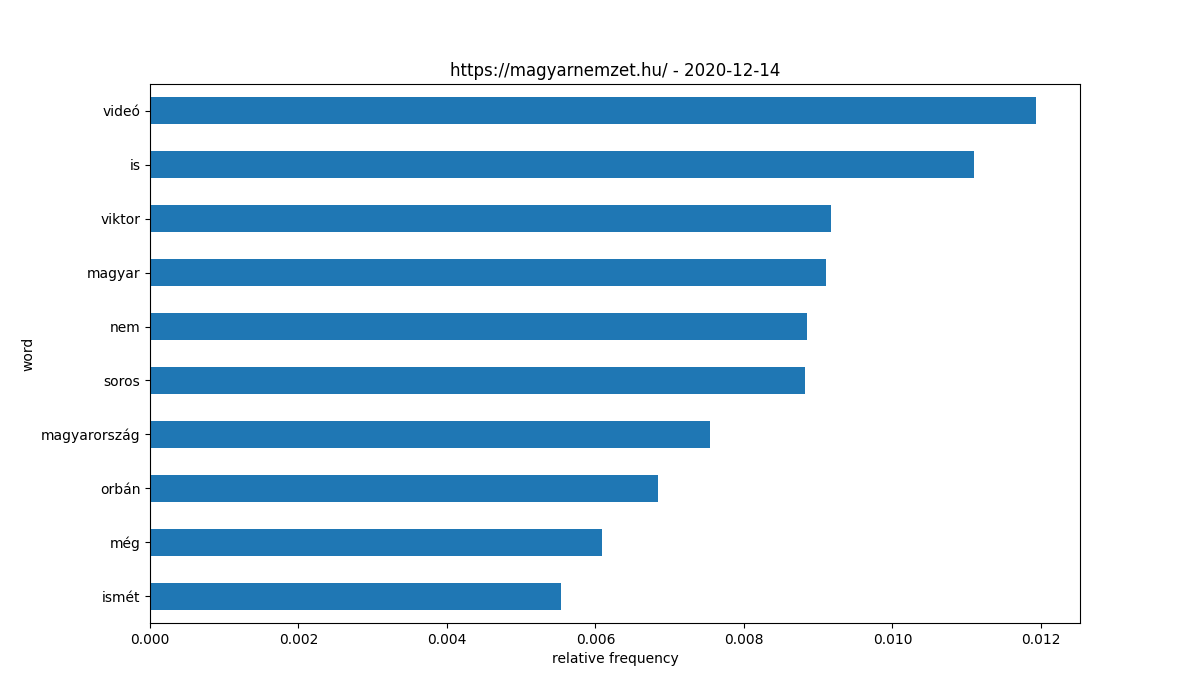 https://magyarnemzet.hu/ - 2020-12-14
word
videó
is
viktor
magyar
nem
soros
magyarország
orbán
még
ismét
0.000 0.002 0.004 0.006 0.008 0.010 0.012
relative frequency